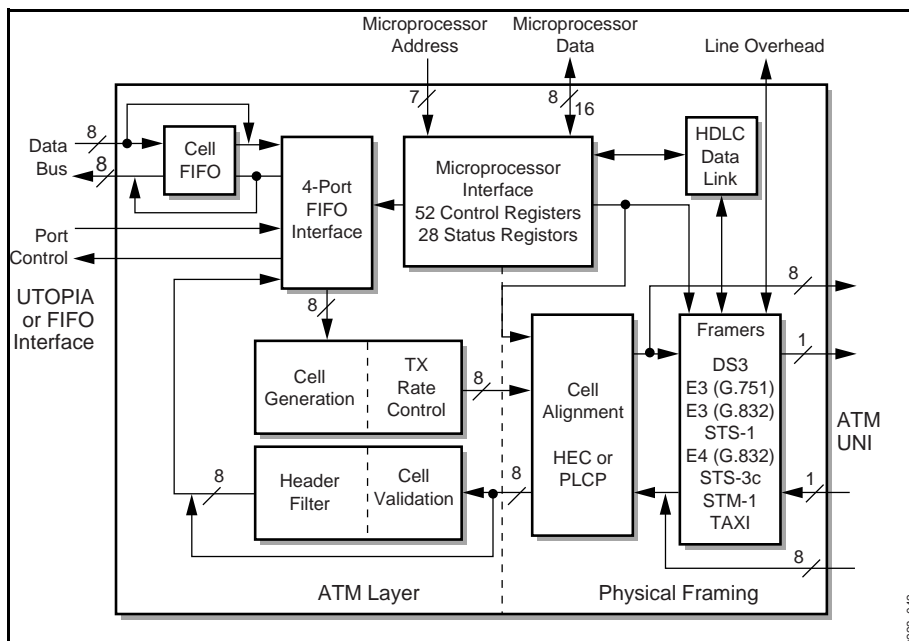 Microprocessor
Address
Microprocessor
Data
Line Overhead
7
8
16
Data
Bus
8
8
Cell
FIFO
4-Port
FIFO
Interface
Microprocessor
Interface
52 Control Registers
28 Status Registors
HDLC
Data
Link
Port
Control
UTOPIA
or FIFO
Interface
8
8
1
Cell
Generation
TX
Rate
Control
8
Cell
Alignment
HEC or
PLCP
Framers
DS3
E3 (G.751)
E3 (G.832)
STS-1
E4 (G.832)
STS-3c
STM-1
TAXI
ATM
UNI
8
Header
Filter
Cell
Validation
8
1
8
ATM Layer
Physical Framing